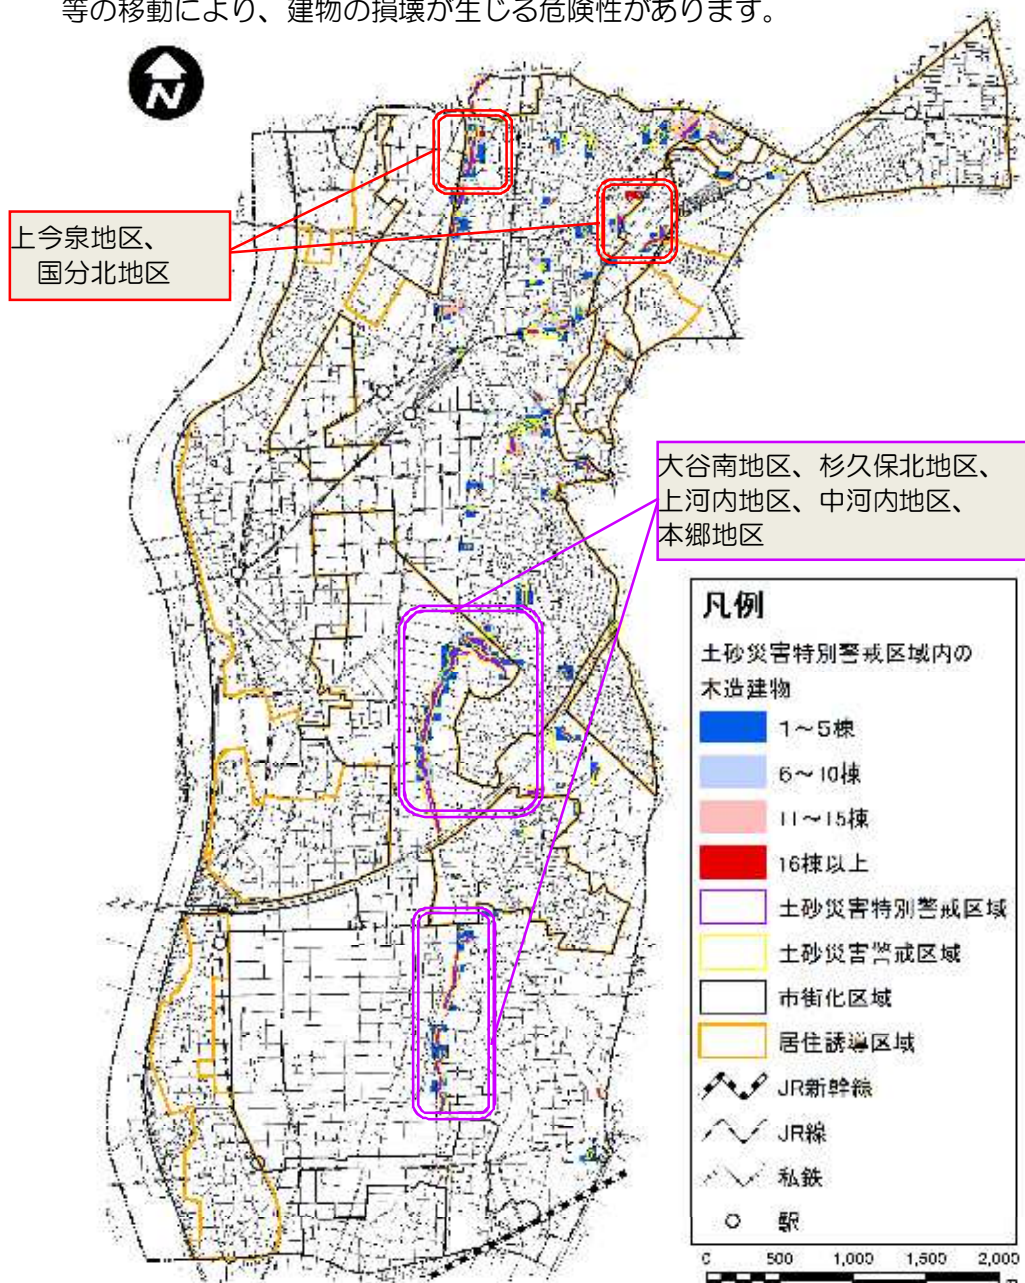 等の移動により、建物の損壊が生じる危険性があります。
N
上今泉地区、
国分北地区
大谷南地区、杉久保北地区、
上河内地区、中河内地区、
本郷地区
凡例
土砂災害特別警戒区域内の
木造建物
1～5棟
6～10棟
11～15棟
16棟以上
土砂災害特別警戒区域
土砂災害警戒区域
市街化区域
居住誘導区域
JR新幹線
JR線
私鉄
駅
0 500 1,000 1,500 2,000